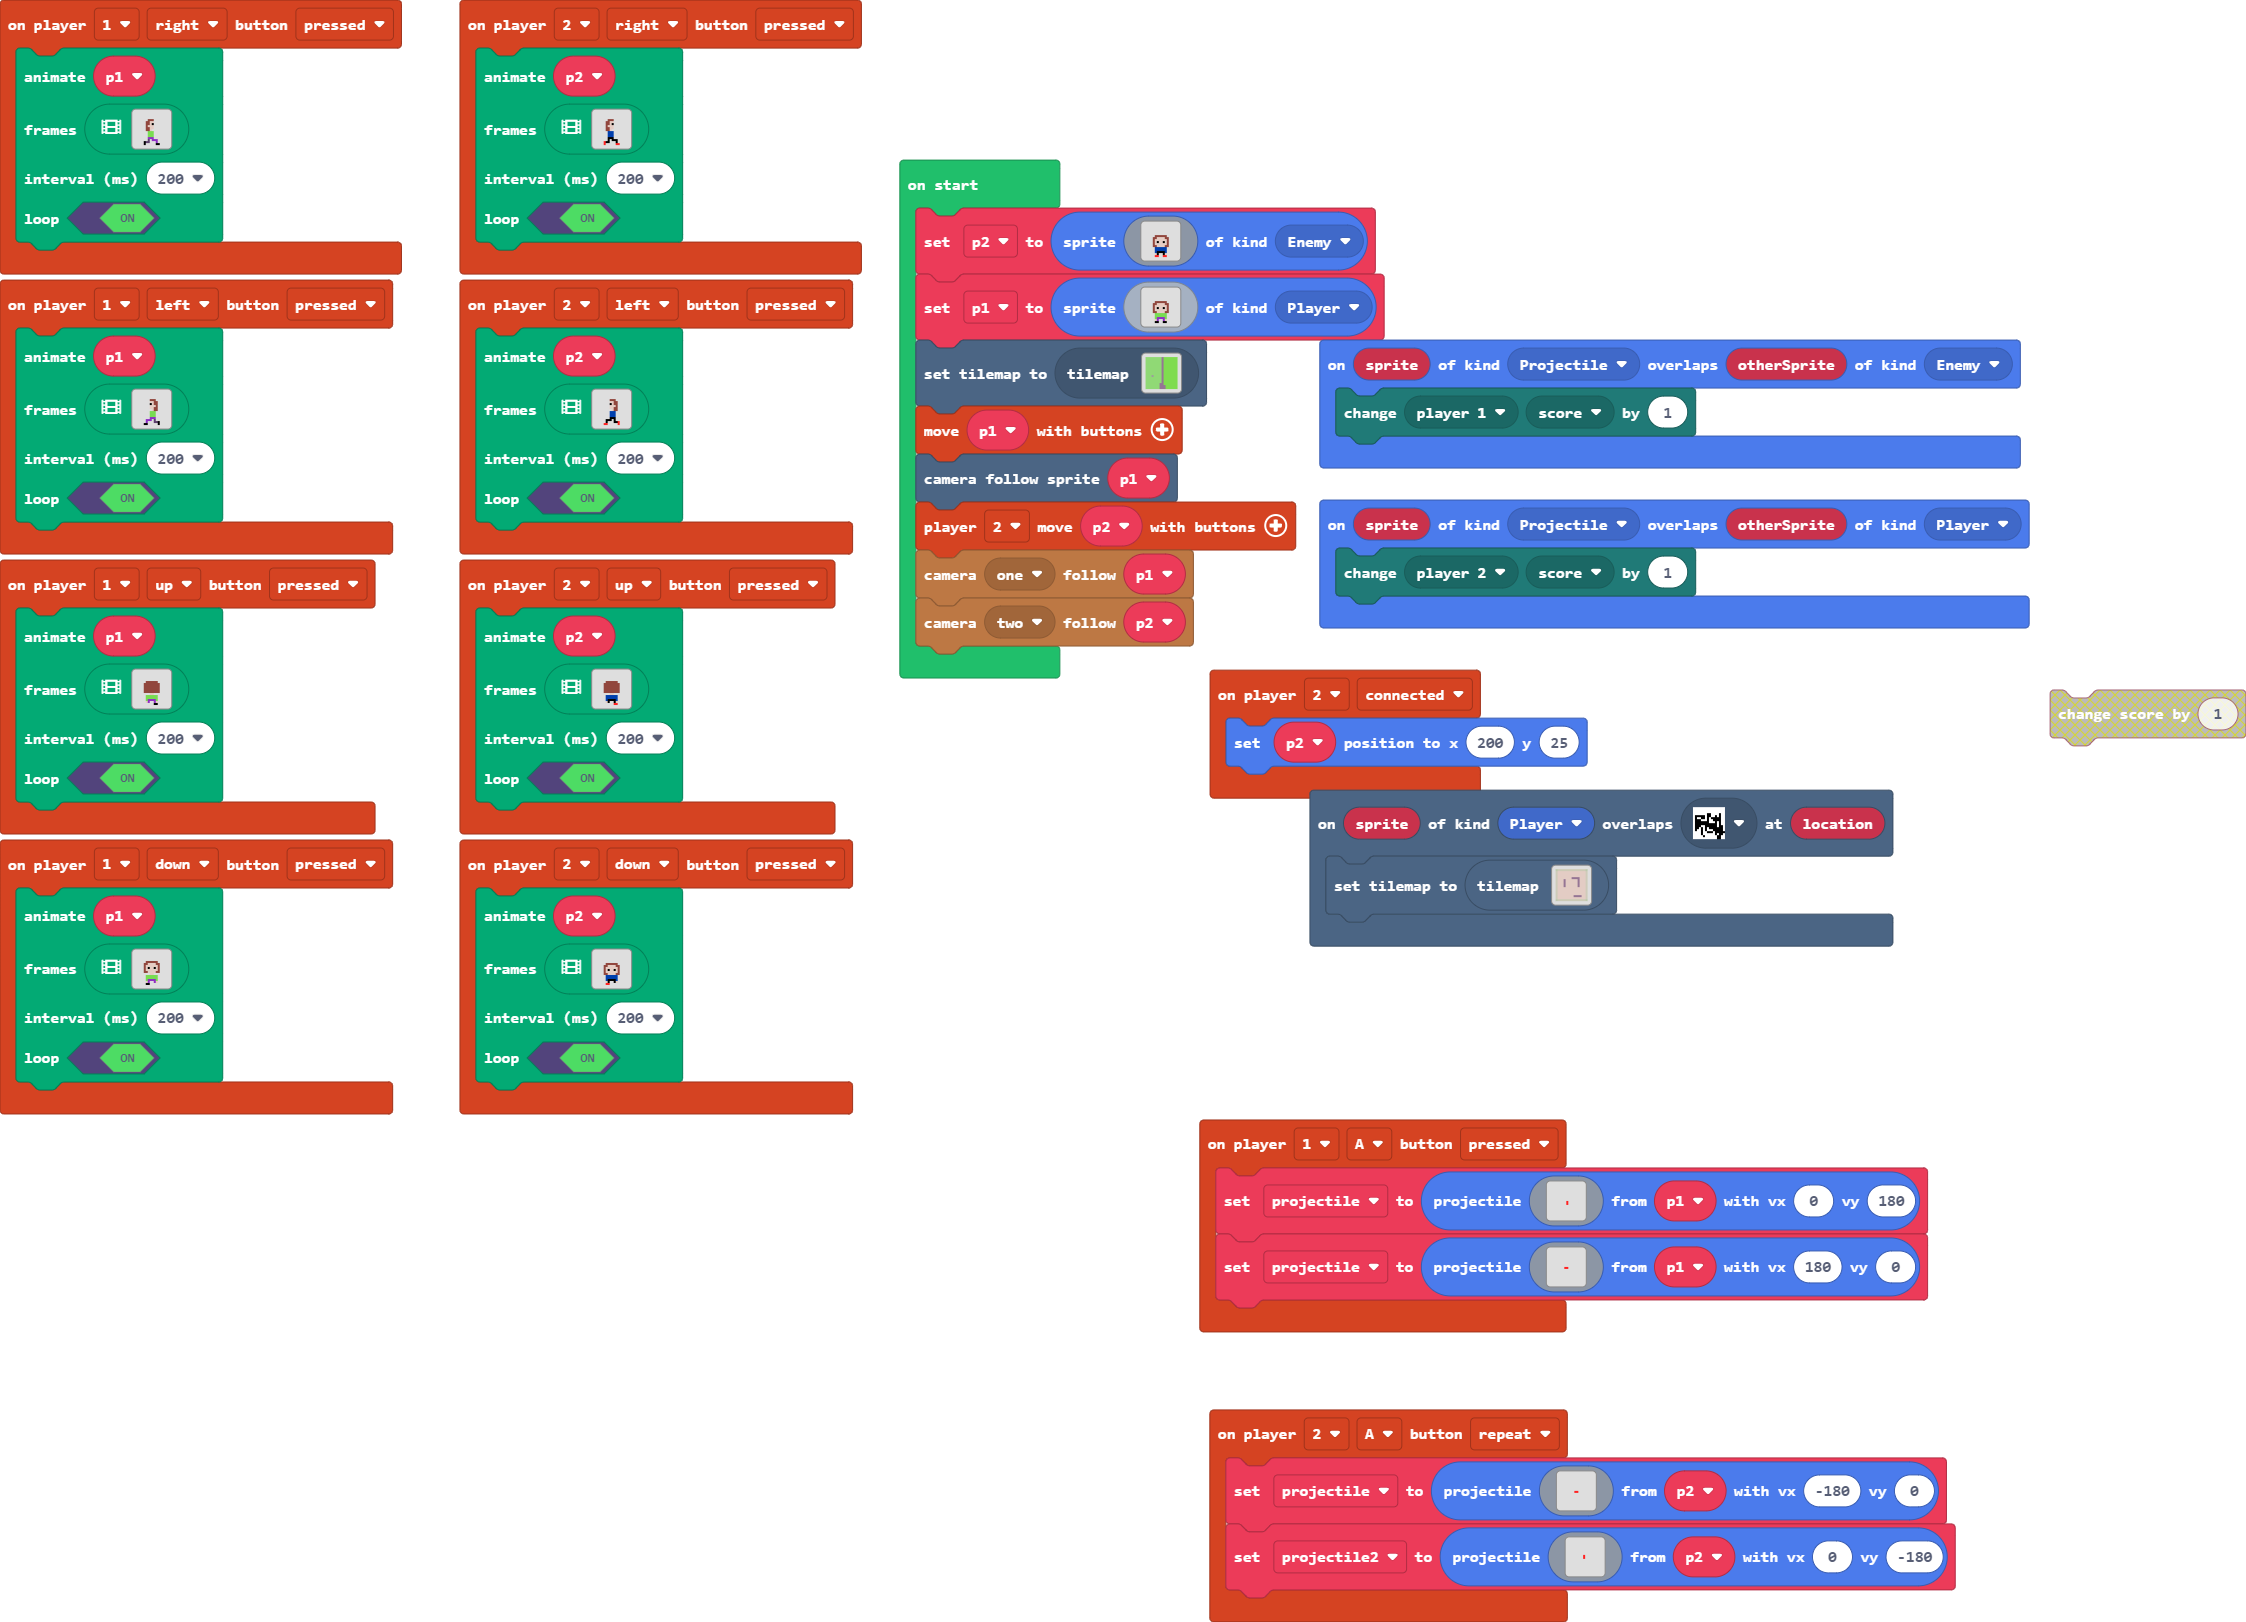 on player 1 right button pressed
animate p1
frames
interval (ms) 200
loop ON
on player 1 left button pressed
animate p1
frames
interval (ms) 200
loop ON
on player 1 up button pressed
animate p1
frames
interval (ms) 200
loop ON
on player 1 down button pressed
animate p1
frames
interval (ms) 200
loop ON
on player 2 right button pressed
animate p2
frames
interval (ms) 200
loop ON
on player 2 left button pressed
animate p2
frames
interval (ms) 200
loop ON
on player 2 up button pressed
animate p2
frames
interval (ms) 200
loop ON
on player 2 down button pressed
animate p2
frames
interval (ms) 200
loop ON
on start
set p2 to sprite of kind Enemy
set p1 to sprite of kind Player
set tilemap to tilemap
move p1 with buttons
camera follow sprite p1
player 2 move p2 with buttons
camera one follow p1
camera two follow p2
on sprite of kind Projectile overlaps otherSprite of kind Enemy
change player 1 score by 1
on sprite of kind Projectile overlaps otherSprite of kind Player
change player 2 score by 1
on player 2 connected
set p2 position to x 200 y 25
change score by 1
on sprite of kind Player overlaps at location
set tilemap to tilemap
on player 1 A button pressed
set projectile to projectile from p1 with vx 0 vy 180
set projectile to projectile from p1 with vx 180 vy 0
on player 2 A button repeat
set projectile to projectile from p2 with vx -180 vy 0
set projectile2 to projectile from p2 with vx 0 vy -180